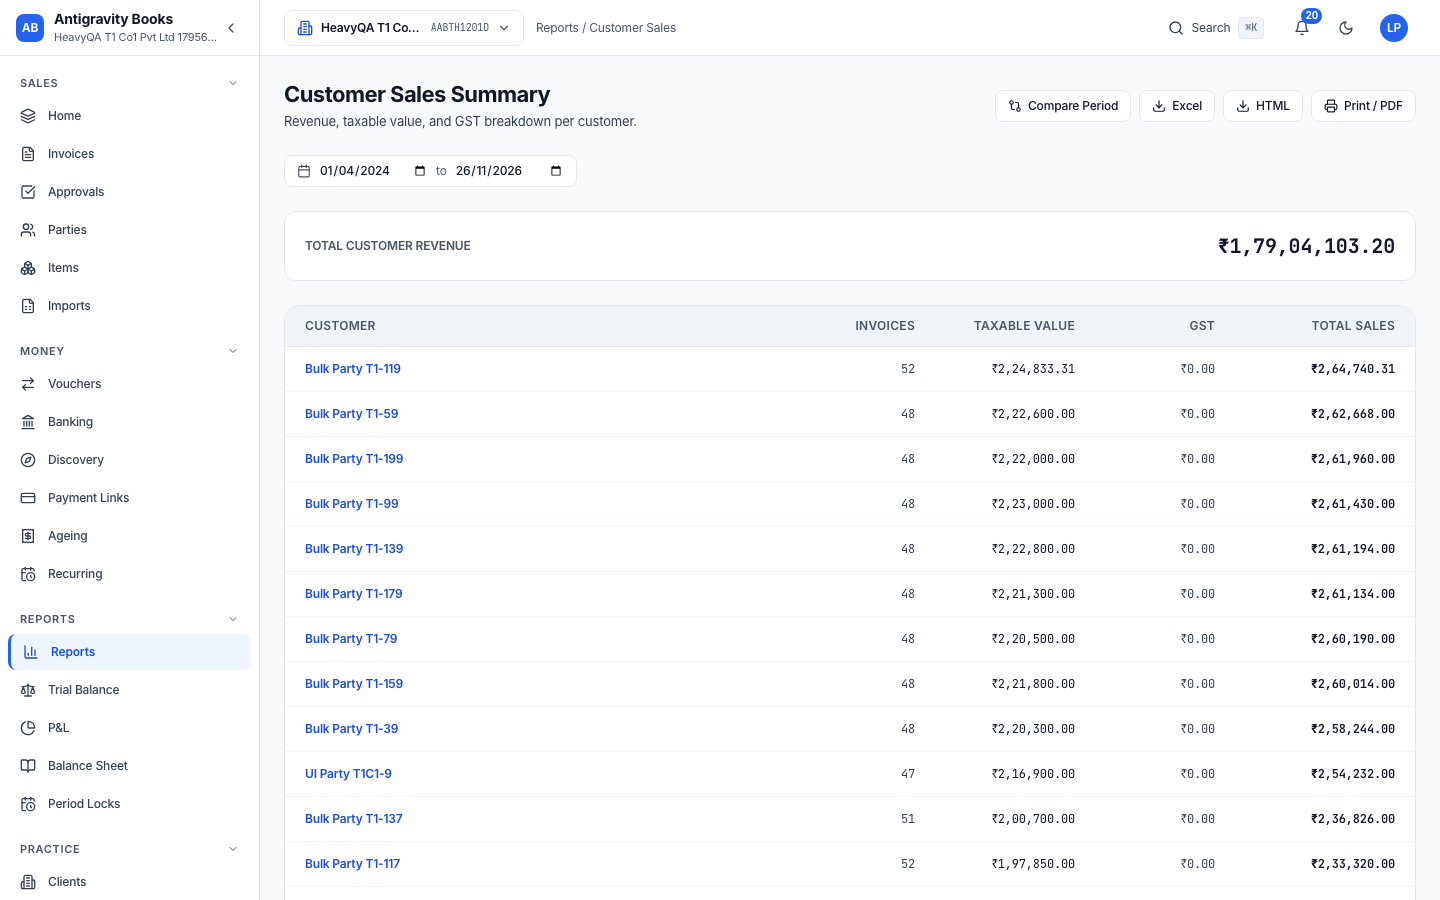 AB
Antigravity Books
HeavyQA T1 Co1 Pvt Ltd 17956...
HeavyQA T1 Co... AABTH1201D
Reports / Customer Sales
Search ⌘K
20
LP
SALES
Home
Invoices
Approvals
Parties
Items
Imports
MONEY
Vouchers
Banking
Discovery
Payment Links
Ageing
Recurring
REPORTS
Reports
Trial Balance
P&L
Balance Sheet
Period Locks
PRACTICE
Clients
Customer Sales Summary
Revenue, taxable value, and GST breakdown per customer.
Compare Period
Excel
HTML
Print / PDF
01/04/2024 to 26/11/2026
TOTAL CUSTOMER REVENUE ₹1,79,04,103.20
CUSTOMER INVOICES TAXABLE VALUE GST TOTAL SALES
Bulk Party T1-119 52 ₹2,24,833.31 ₹0.00 ₹2,64,740.31
Bulk Party T1-59 48 ₹2,22,600.00 ₹0.00 ₹2,62,668.00
Bulk Party T1-199 48 ₹2,22,000.00 ₹0.00 ₹2,61,960.00
Bulk Party T1-99 48 ₹2,23,000.00 ₹0.00 ₹2,61,430.00
Bulk Party T1-139 48 ₹2,22,800.00 ₹0.00 ₹2,61,194.00
Bulk Party T1-179 48 ₹2,21,300.00 ₹0.00 ₹2,61,134.00
Bulk Party T1-79 48 ₹2,20,500.00 ₹0.00 ₹2,60,190.00
Bulk Party T1-159 48 ₹2,21,800.00 ₹0.00 ₹2,60,014.00
Bulk Party T1-39 48 ₹2,20,300.00 ₹0.00 ₹2,58,244.00
UI Party T1C1-9 47 ₹2,16,900.00 ₹0.00 ₹2,54,232.00
Bulk Party T1-137 51 ₹2,00,700.00 ₹0.00 ₹2,36,826.00
Bulk Party T1-117 52 ₹1,97,850.00 ₹0.00 ₹2,33,320.00